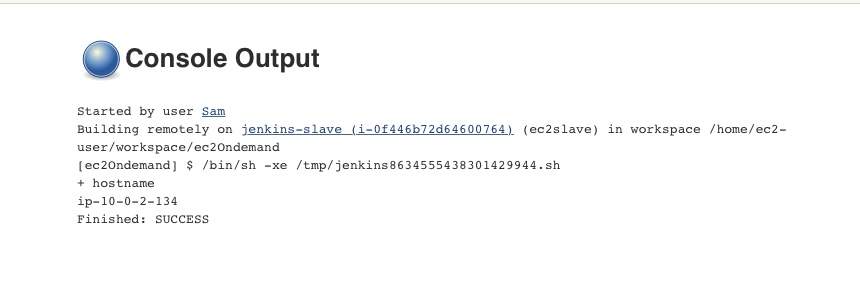 Console Output
Started by user Sam
Building remotely on jenkins-slave (i-0f446b72d64600764) (ec2slave) in workspace /home/ec2-
user/workspace/ec2Ondemand
[ec2Ondemand] $ /bin/sh -xe /tmp/jenkins8634555438301429944.sh
+ hostname
ip-10-0-2-134
Finished: SUCCESS